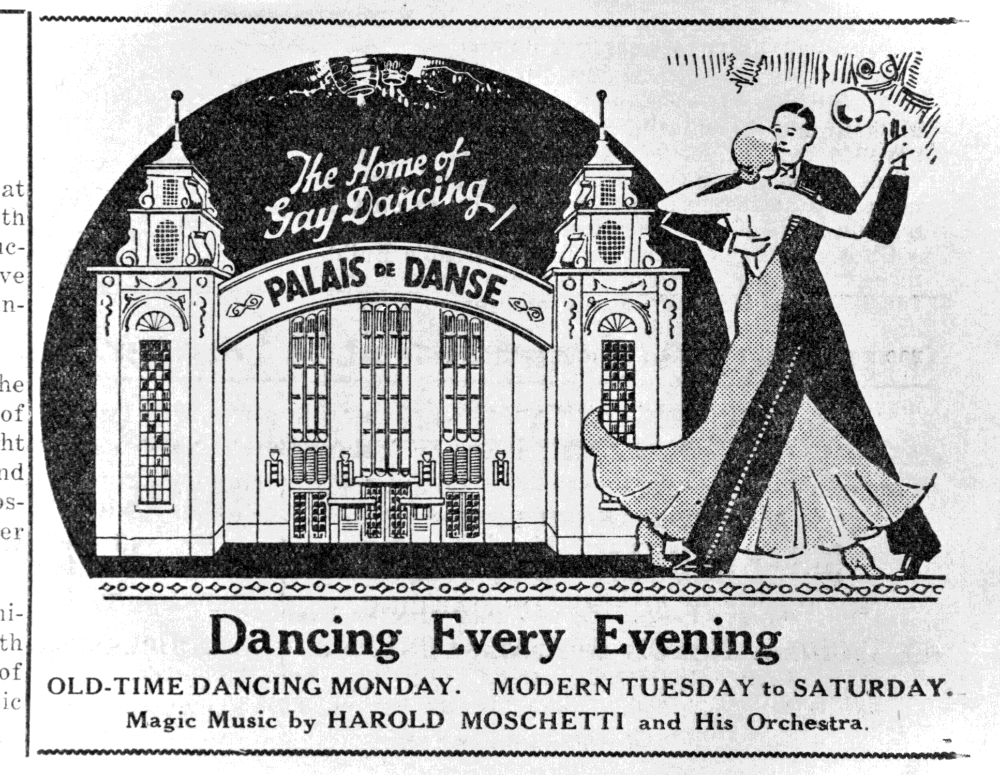 The Home of
Gay Dancing
PALAIS DE DANSE
Dancing Every Evening
OLD-TIME DANCING MONDAY. MODERN TUESDAY to SATURDAY.
Magic Music by HAROLD MOSCHETTI and His Orchestra.
at
th
uc-
ve
n-
he
of
ht
nd
os-
er
ni-
th
of
ic